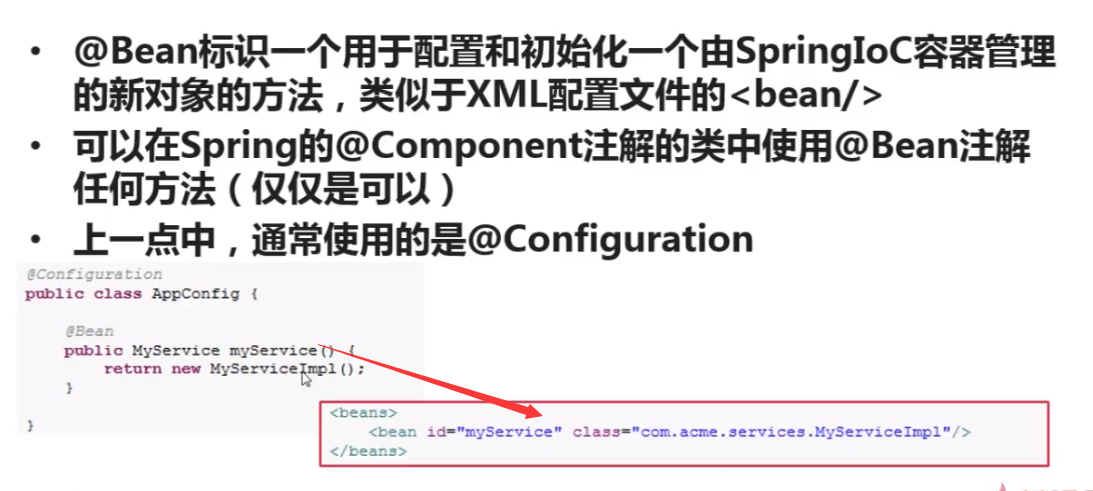 • @Bean标识一个用于配置和初始化一个由SpringIoC容器管理
的新对象的方法，类似于XML配置文件的<bean/>
• 可以在Spring的@Component注解的类中使用@Bean注解
任何方法（仅仅是可以）
• 上一点中，通常使用的是@Configuration
@Configuration
public class AppConfig {
@Bean
public MyService myService() {
return new MyServiceImpl();
}
}
<beans>
<bean id="myService" class="com.acme.services.MyServiceImpl"/>
</beans>